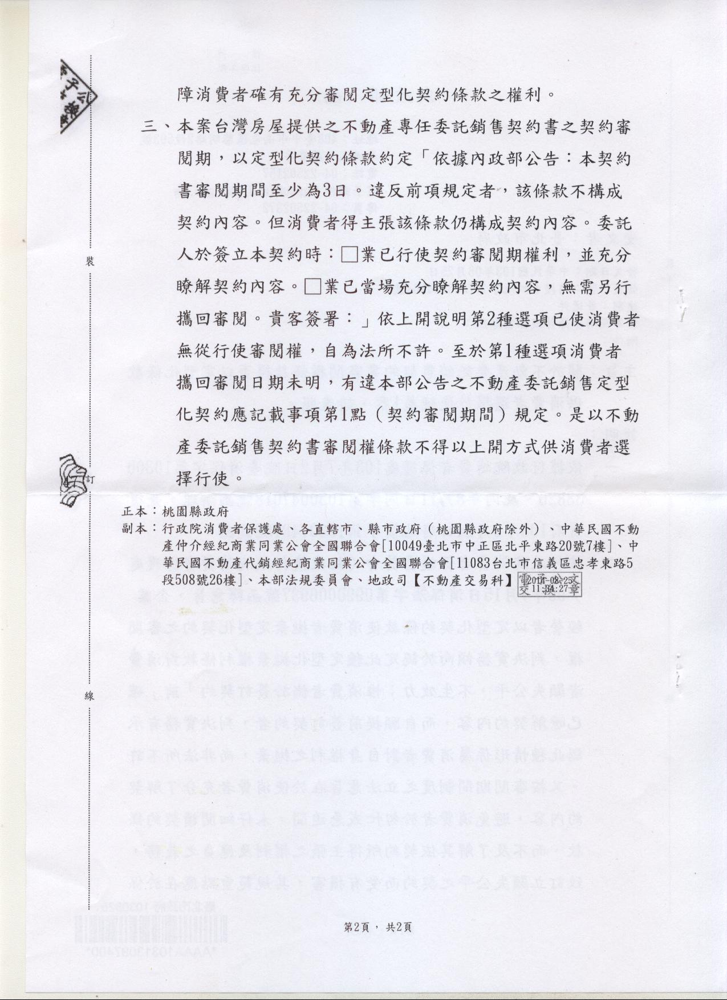 障消費者確有充分審閱定型化契約條款之權利。
三、本案台灣房屋提供之不動產專任委託銷售契約書之契約審
閱期，以定型化契約條款約定「依據內政部公告：本契約
書審閱期間至少為3日。違反前項規定者，該條款不構成
契約內容。但消費者得主張該條款仍構成契約內容。委託
人於簽立本契約時：□業已行使契約審閱期權利，並充分
瞭解契約內容。□業已當場充分瞭解契約內容，無需另行
攜回審閱。貴客簽署：」依上開說明第2種選項已使消費者
無從行使審閱權，自為法所不許。至於第1種選項消費者
攜回審閱日期未明，有違本部公告之不動產委託銷售定型
化契約應記載事項第1點（契約審閱期間）規定。是以不動
產委託銷售契約書審閱權條款不得以上開方式供消費者選
擇行使。
正本：桃園縣政府
副本：行政院消費者保護處、各直轄市、縣市政府（桃園縣政府除外）、中華民國不動
產仲介經紀商業同業公會全國聯合會[10049臺北市中正區北平東路20號7樓]、中
華民國不動產代銷經紀商業同業公會全國聯合會[11083台北市信義區忠孝東路5
段508號26樓]、本部法規委員會、地政司【不動產交易科】
電子公文
2014-08-25
交換章
11:34:27
裝
訂
線
子公
換
第2頁，共2頁